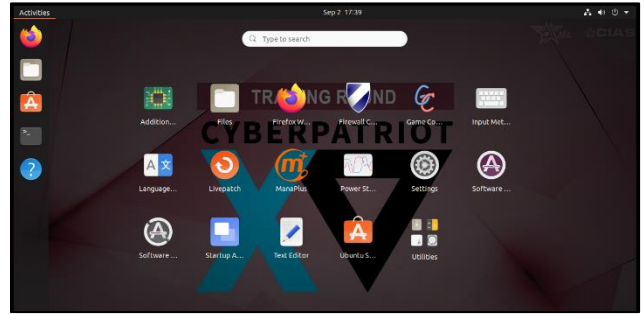 Activities
Sep 2 17:39
Type to search
CIAS
TRAINING ROUND
CYBERPATRIOT
Addition...
Files
Firefox W...
Firewall C...
Game Co...
Input Met...
Language...
Livepatch
ManaPlus
Power St...
Settings
Software ...
Software ...
Startup A...
Text Editor
Ubuntu S...
Utilities